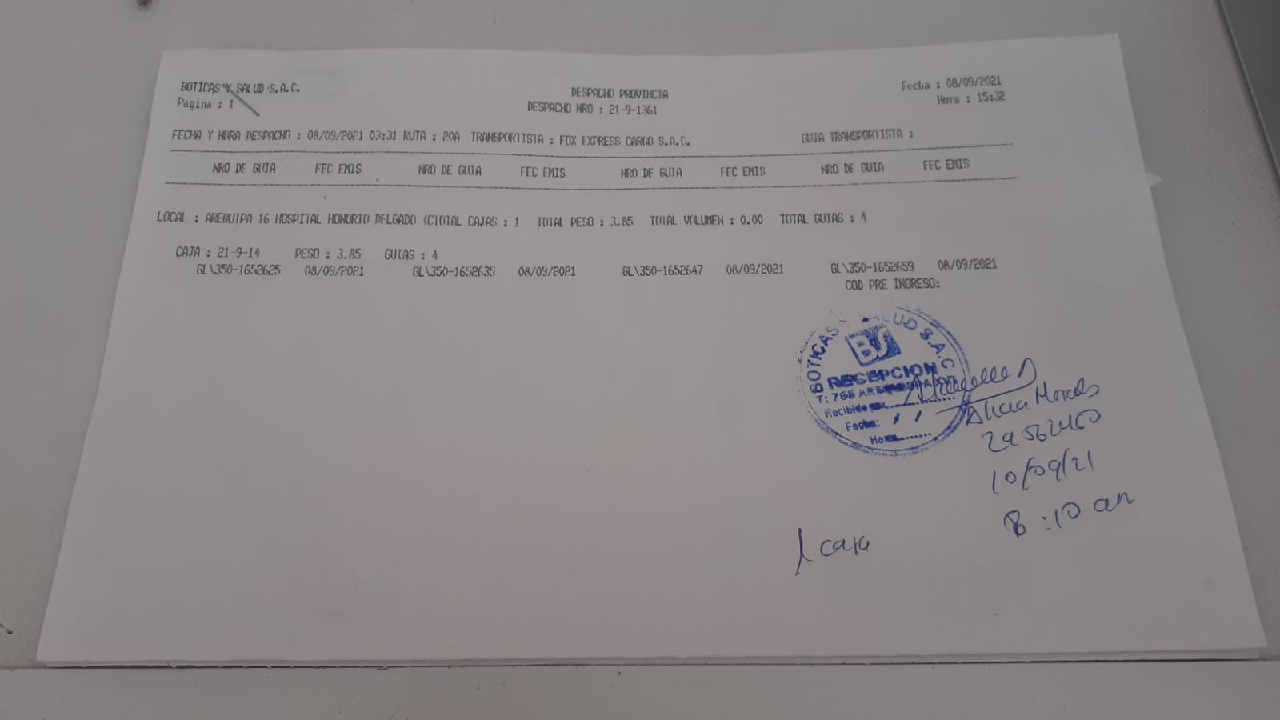 BOTICAS Y SALUD S.A.C.
Pagina : 1
DESPACHO PROVINCIA
DESPACHO NRO : 21-9-1361
Fecha : 08/09/2021
Hora : 15:32
FECHA Y HORA DESPACHO : 08/09/2021 03:31 RUTA : 20A TRANSPORTISTA : FOX EXPRESS CARGO S.A.C. GUIA TRANSPORTISTA :
NRO DE GUIA FEC EMIS NRO DE GUIA FEC EMIS NRO DE GUIA FEC EMIS NRO DE GUIA FEC EMIS
LOCAL : AREQUIPA 16 HOSPITAL HONORIO DELGADO (C)TOTAL CAJAS : 1 TOTAL PESO : 3.85 TOTAL VOLUMEN : 0.00 TOTAL GUIAS : 4
CAJA : 21-9-14 PESO : 3.85 GUIAS : 4
GL\350-1652625 08/09/2021 GL\350-1652635 08/09/2021 GL\350-1652647 08/09/2021 GL\350-1652659 08/09/2021
COD PRE INGRESO:
BOTICAS SALUD S.A.C
BS
RECEPCION
T: 768
Recibido
Fecha: / /
Hora
29562460
10/09/21
8:10 am
1 caja